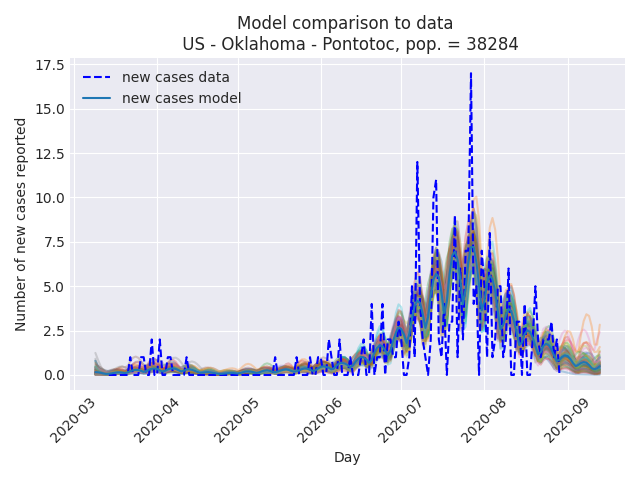 Model comparison to data
US - Oklahoma - Pontotoc, pop. = 38284
17.5
15.0
12.5
10.0
7.5
5.0
2.5
0.0
Number of new cases reported
new cases data
new cases model
2020-03
2020-04
2020-05
2020-06
2020-07
2020-08
2020-09
Day